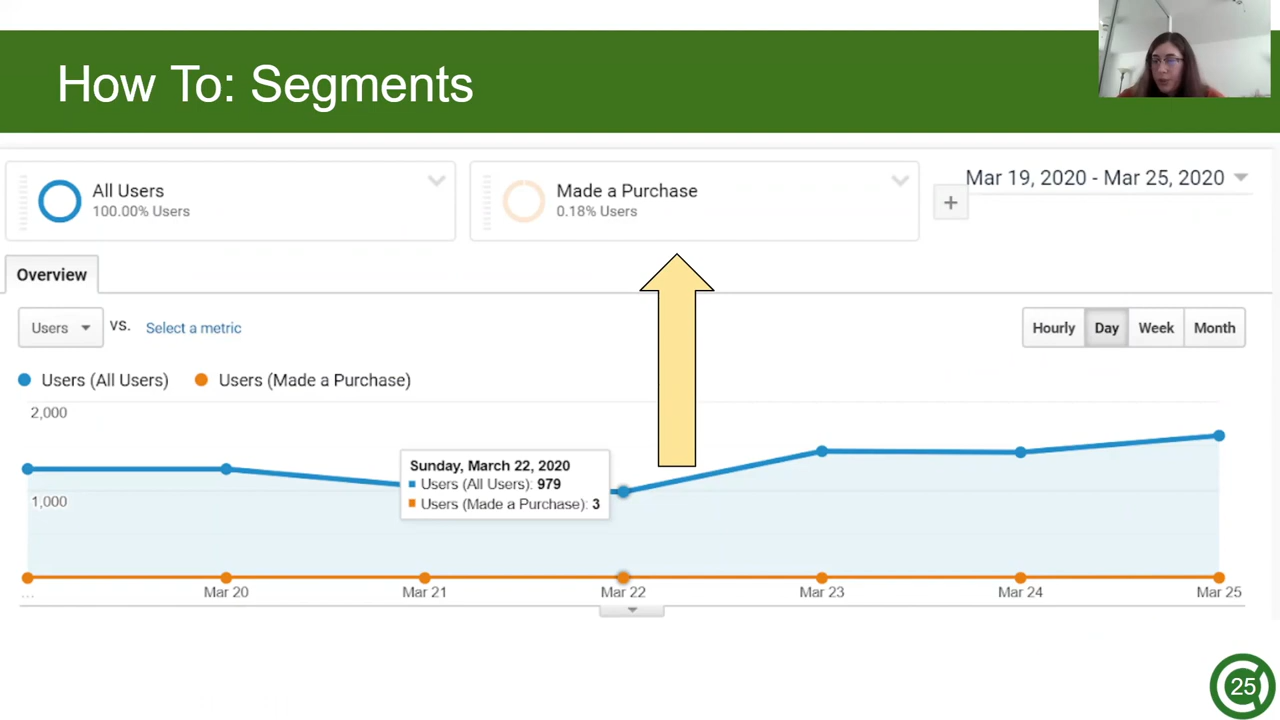 How To: Segments
All Users
100.00% Users
Made a Purchase
0.18% Users
+
Mar 19, 2020 - Mar 25, 2020
Overview
Users
VS.
Select a metric
Hourly
Day
Week
Month
Users (All Users)
Users (Made a Purchase)
2,000
1,000
Sunday, March 22, 2020
Users (All Users): 979
Users (Made a Purchase): 3
...
Mar 20
Mar 21
Mar 22
Mar 23
Mar 24
Mar 25
25